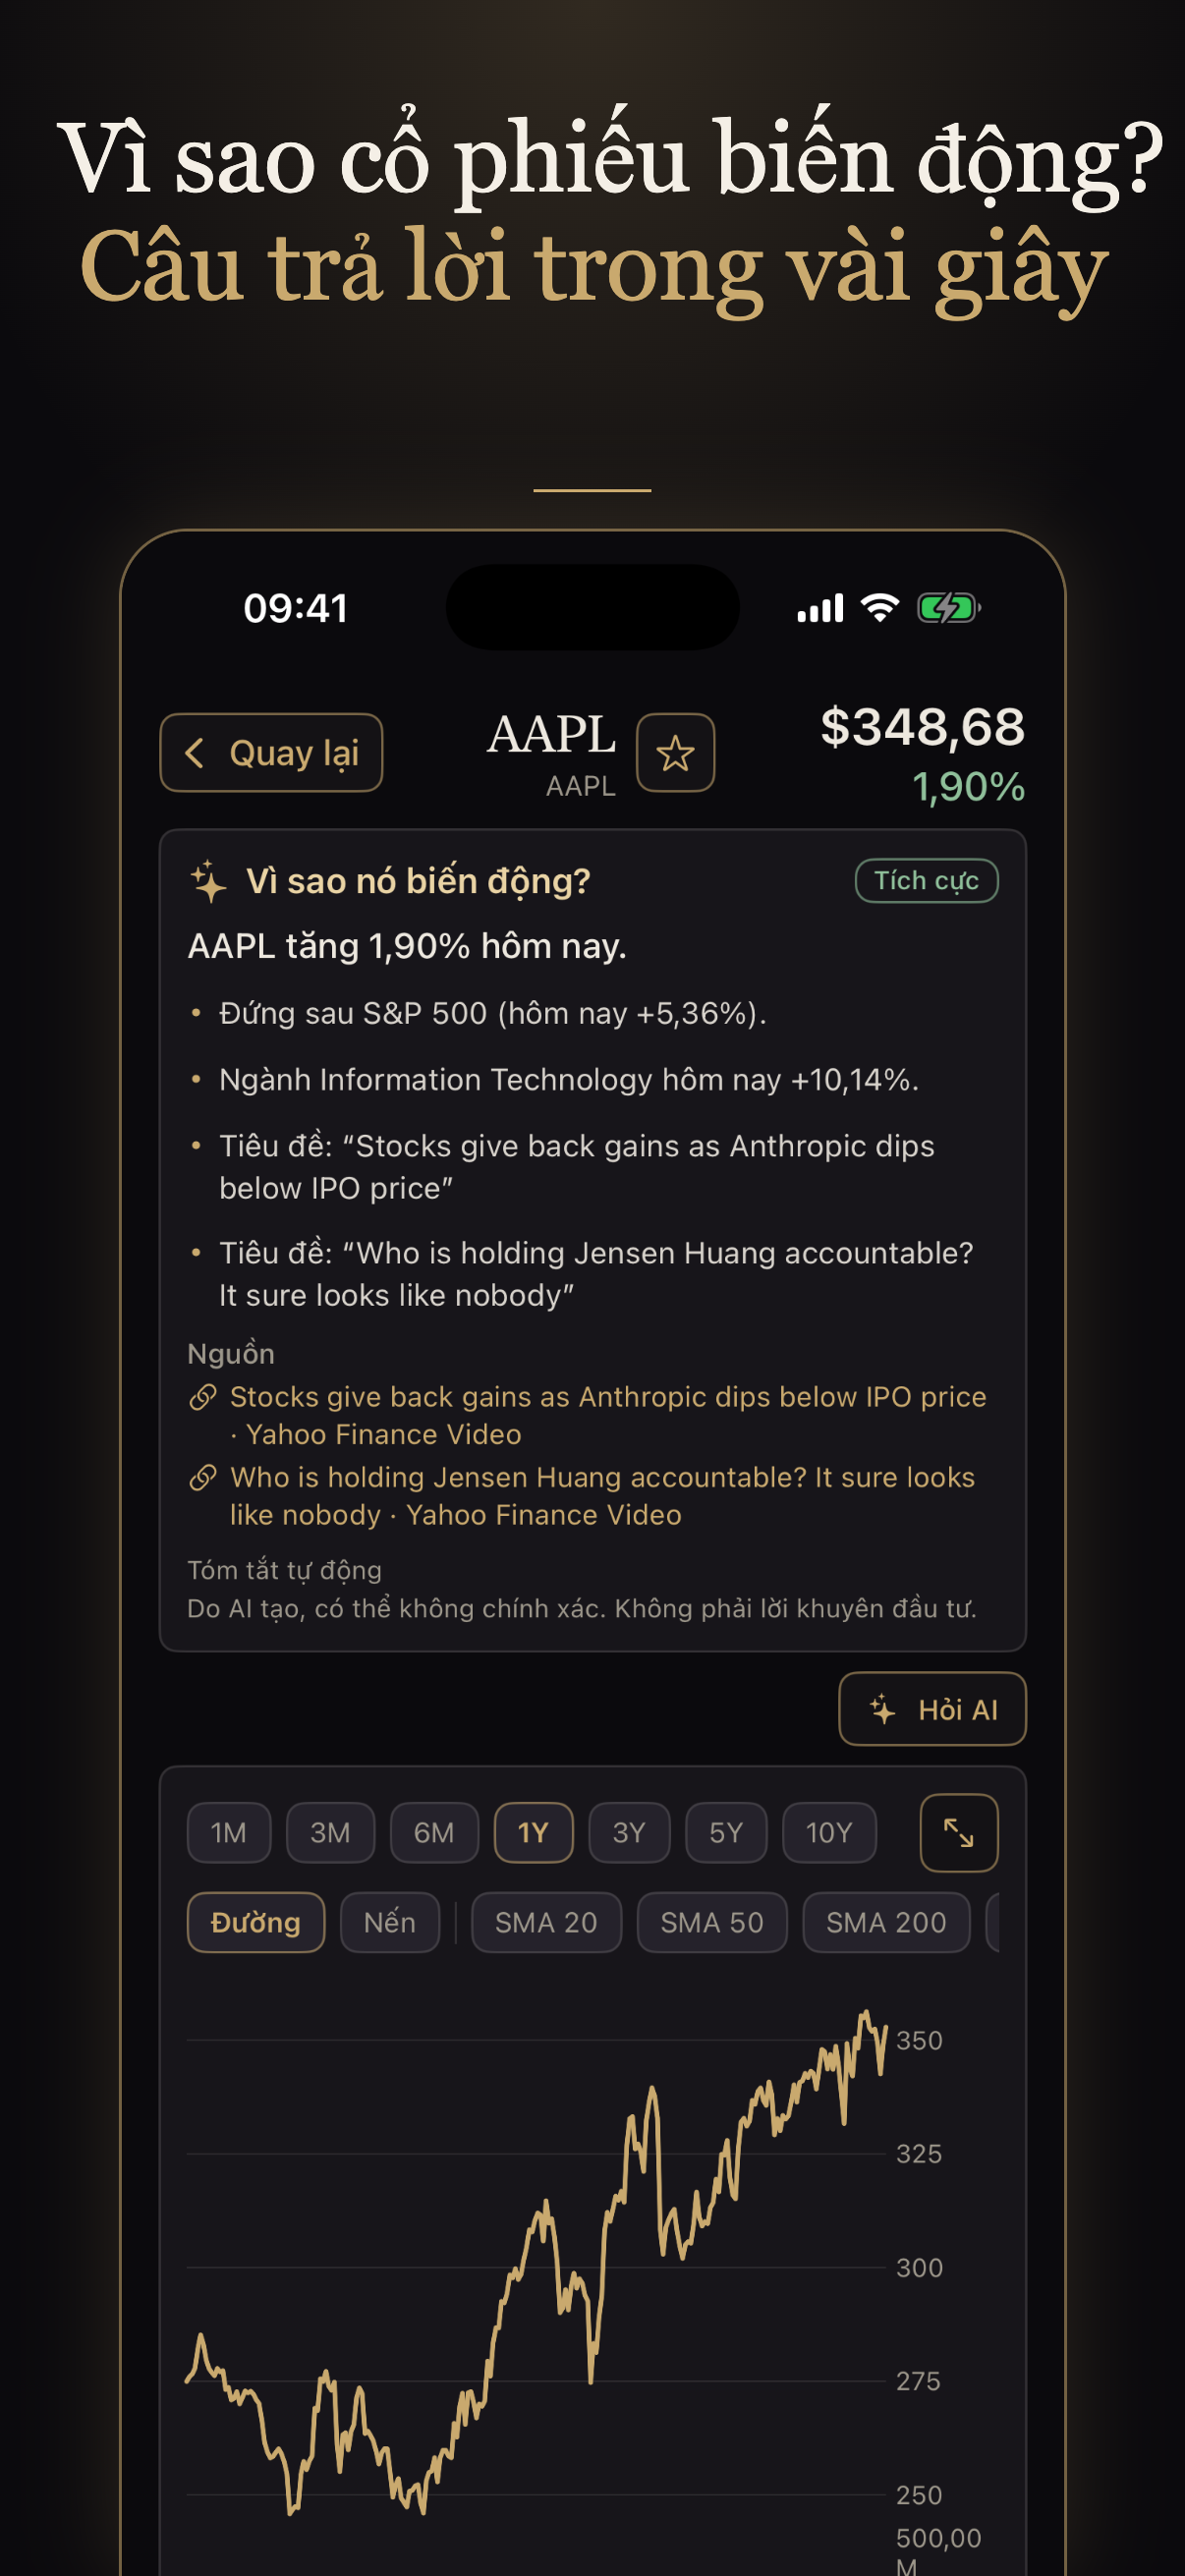 Vì sao cổ phiếu biến động?
Câu trả lời trong vài giây
09:41
Quay lại
AAPL
AAPL
$348,68
1,90%
Vì sao nó biến động?
Tích cực
AAPL tăng 1,90% hôm nay.
• Đứng sau S&P 500 (hôm nay +5,36%).
• Ngành Information Technology hôm nay +10,14%.
• Tiêu đề: “Stocks give back gains as Anthropic dips
below IPO price”
• Tiêu đề: “Who is holding Jensen Huang accountable?
It sure looks like nobody”
Nguồn
Stocks give back gains as Anthropic dips below IPO price
· Yahoo Finance Video
Who is holding Jensen Huang accountable? It sure looks
like nobody · Yahoo Finance Video
Tóm tắt tự động
Do AI tạo, có thể không chính xác. Không phải lời khuyên đầu tư.
Hỏi AI
1M 3M 6M 1Y 3Y 5Y 10Y
Đường Nến SMA 20 SMA 50 SMA 200
350
325
300
275
250
500,00
M